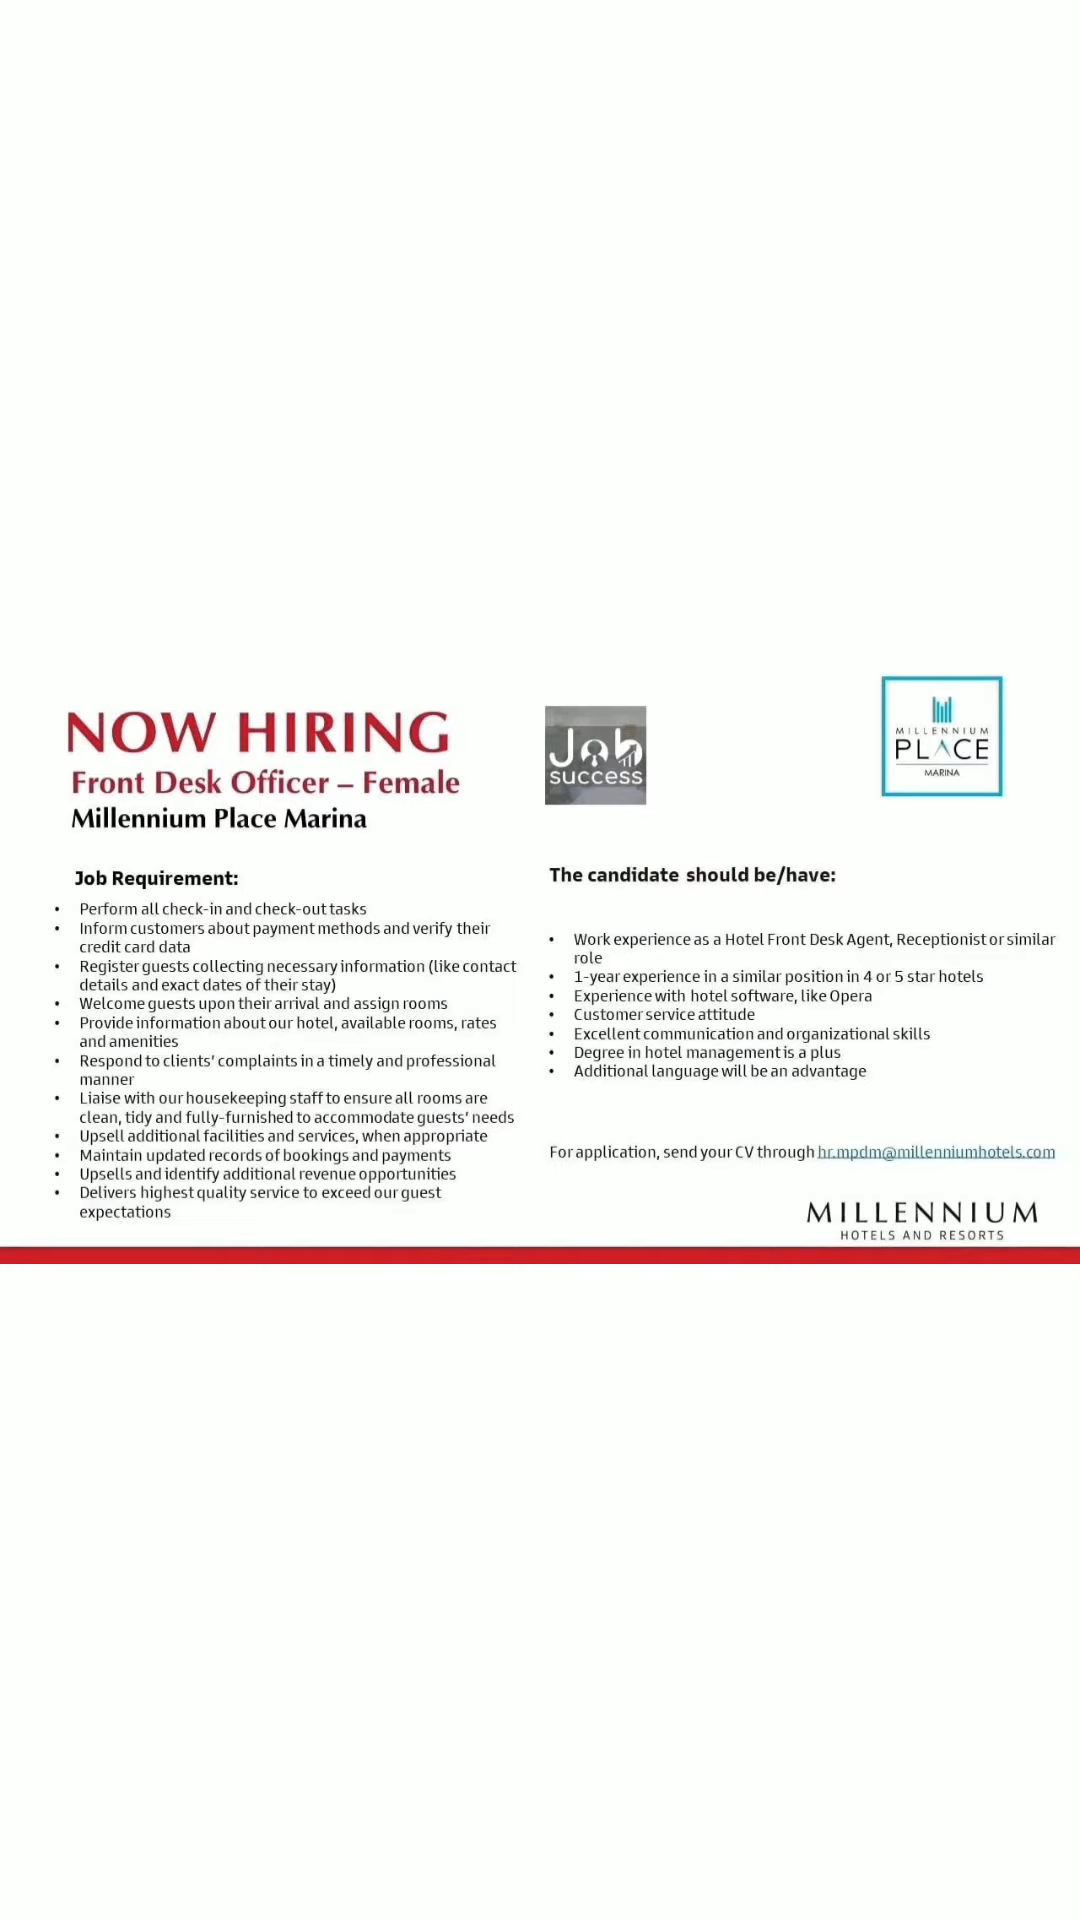 NOW HIRING
Front Desk Officer – Female
Millennium Place Marina
Job success
MILLENNIUM
PLACE
MARINA
Job Requirement:
• Perform all check-in and check-out tasks
• Inform customers about payment methods and verify their
credit card data
• Register guests collecting necessary information (like contact
details and exact dates of their stay)
• Welcome guests upon their arrival and assign rooms
• Provide information about our hotel, available rooms, rates
and amenities
• Respond to clients' complaints in a timely and professional
manner
• Liaise with our housekeeping staff to ensure all rooms are
clean, tidy and fully-furnished to accommodate guests' needs
• Upsell additional facilities and services, when appropriate
• Maintain updated records of bookings and payments
• Upsells and identify additional revenue opportunities
• Delivers highest quality service to exceed our guest
expectations
The candidate should be/have:
• Work experience as a Hotel Front Desk Agent, Receptionist or similar
role
• 1-year experience in a similar position in 4 or 5 star hotels
• Experience with hotel software, like Opera
• Customer service attitude
• Excellent communication and organizational skills
• Degree in hotel management is a plus
• Additional language will be an advantage
For application, send your CV through hr.mpdm@millenniumhotels.com
MILLENNIUM
HOTELS AND RESORTS